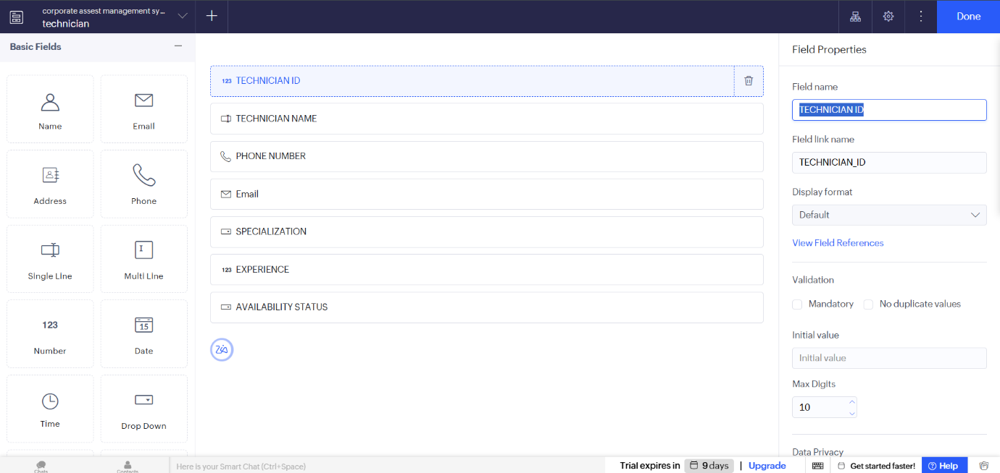 corporate assest management sy...
technician
Done
Basic Fields
Name
Email
Address
Phone
Single Line
Multi Line
123
Number
15
Date
Time
Drop Down
123 TECHNICIAN ID
TECHNICIAN NAME
PHONE NUMBER
Email
SPECIALIZATION
123 EXPERIENCE
AVAILABILITY STATUS
Zia
Field Properties
Field name
TECHNICIAN ID
Field link name
TECHNICIAN_ID
Display format
Default
View Field References
Validation
Mandatory
No duplicate values
Initial value
Initial value
Max Digits
10
Data Privacy
Chats
Contacts
Here is your Smart Chat (Ctrl+Space)
Trial expires in 9 days | Upgrade
Get started faster!
Help